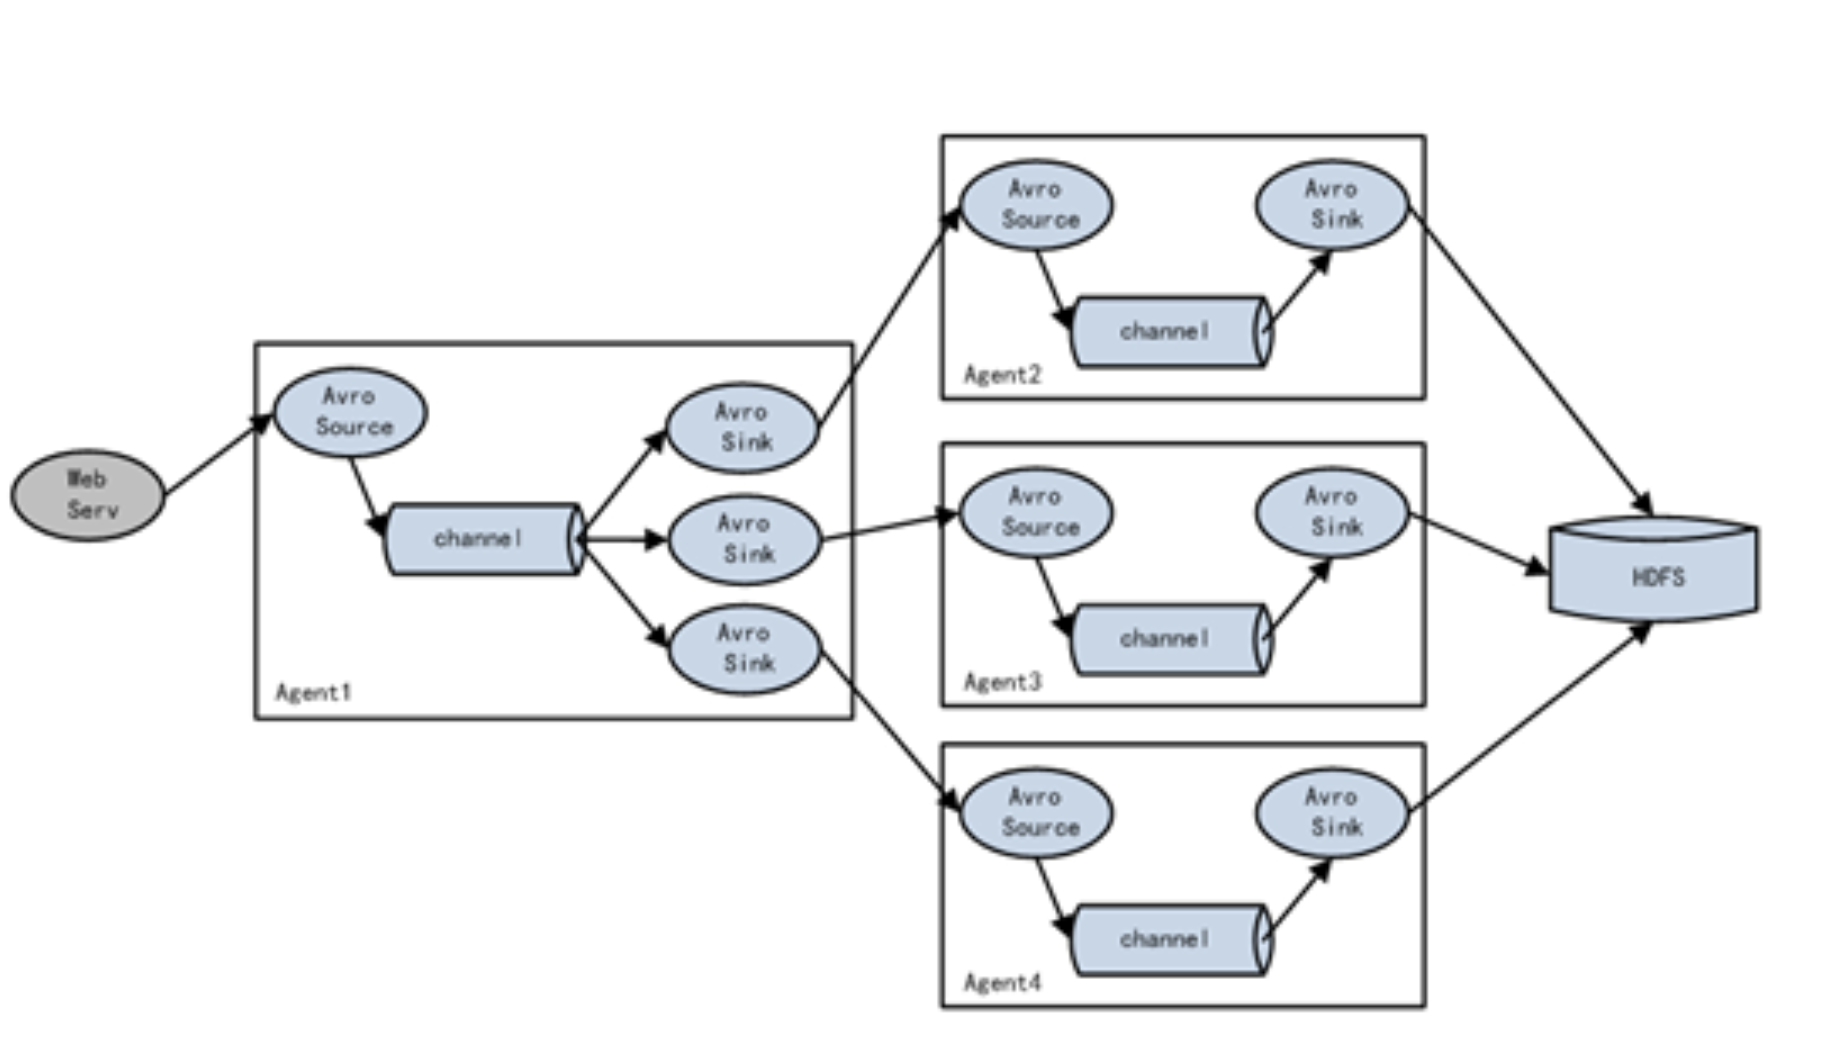 Web
Serv
Avro
Source
channel
Avro
Sink
Avro
Sink
Avro
Sink
Agent1
Avro
Source
Avro
Sink
channel
Agent2
Avro
Source
Avro
Sink
channel
Agent3
Avro
Source
Avro
Sink
channel
Agent4
HDFS